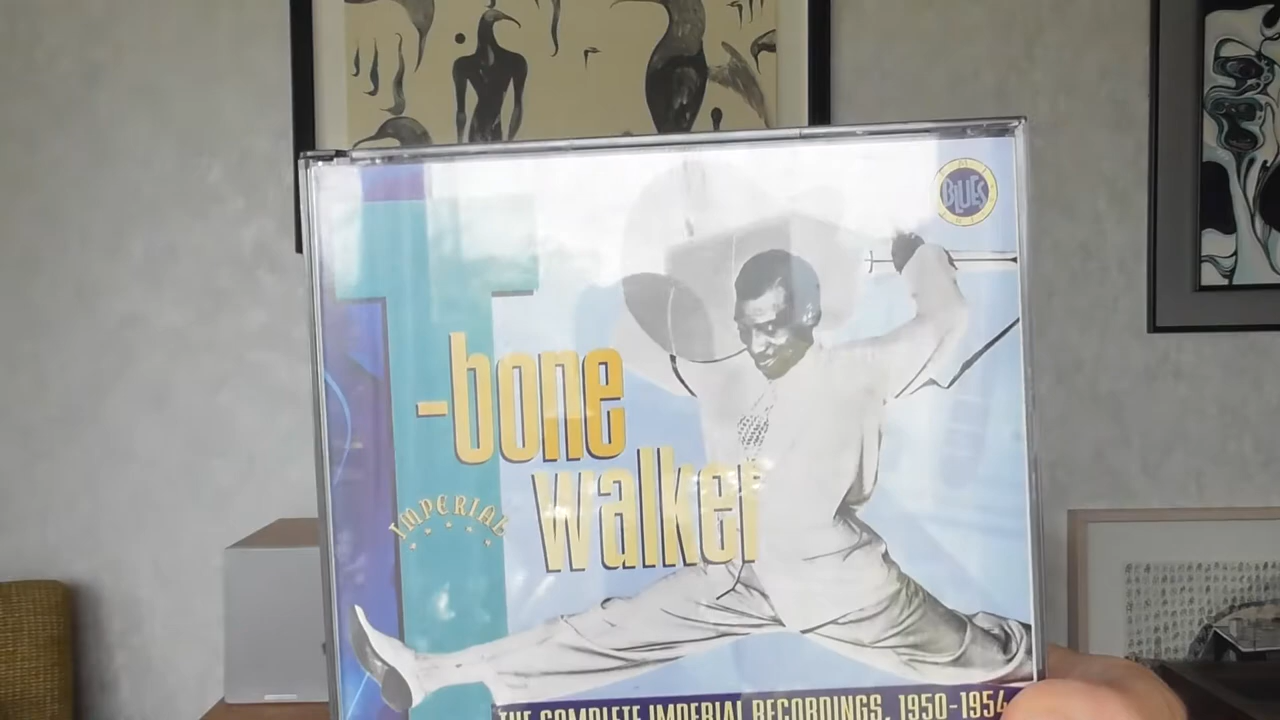 BLUES
T-bone
walker
IMPERIAL
THE COMPLETE IMPERIAL RECORDINGS, 1950-1954